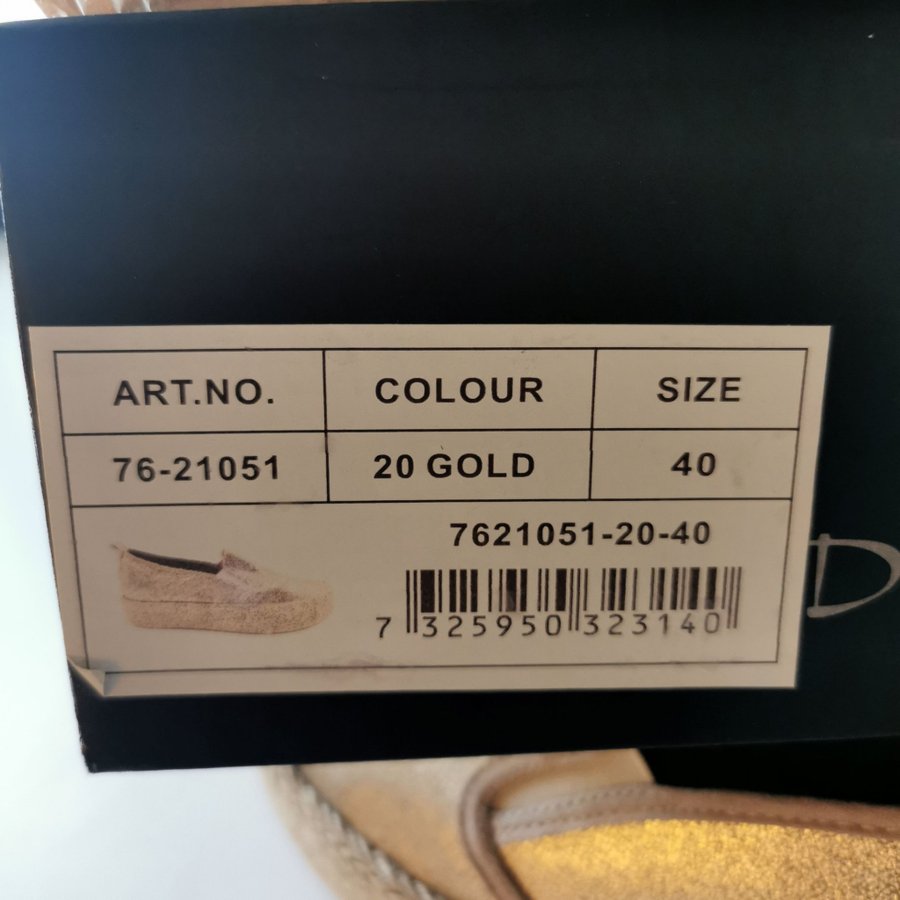 ART.NO. COLOUR SIZE
76-21051 20 GOLD 40
7621051-20-40
7 325950 323140
D